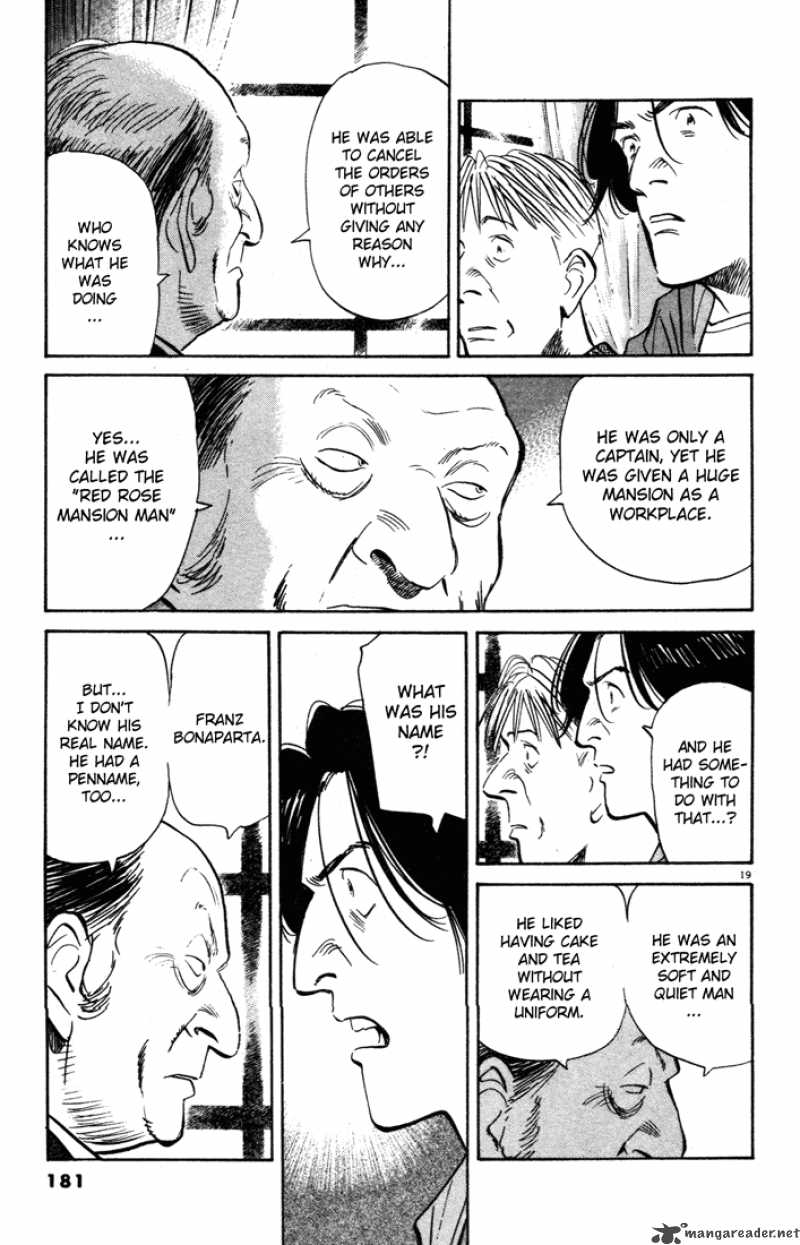 HE WAS ABLE
TO CANCEL
THE ORDERS
OF OTHERS
WITHOUT
GIVING ANY
REASON
WHY...
WHO
KNOWS
WHAT HE
WAS
DOING
...
HE WAS ONLY A
CAPTAIN, YET HE
WAS GIVEN A HUGE
MANSION AS A
WORKPLACE.
YES...
HE WAS
CALLED THE
"RED ROSE
MANSION MAN"
...
AND HE
HAD SOME-
THING TO
DO WITH
THAT...?
19
HE WAS AN
EXTREMELY
SOFT AND
QUIET MAN
...
HE LIKED
HAVING CAKE
AND TEA
WITHOUT
WEARING A
UNIFORM.
WHAT
WAS HIS
NAME
?!
FRANZ
BONAPARTA.
BUT...
I DON'T
KNOW HIS
REAL NAME.
HE HAD A
PENNAME,
TOO...
181
mangareader.net